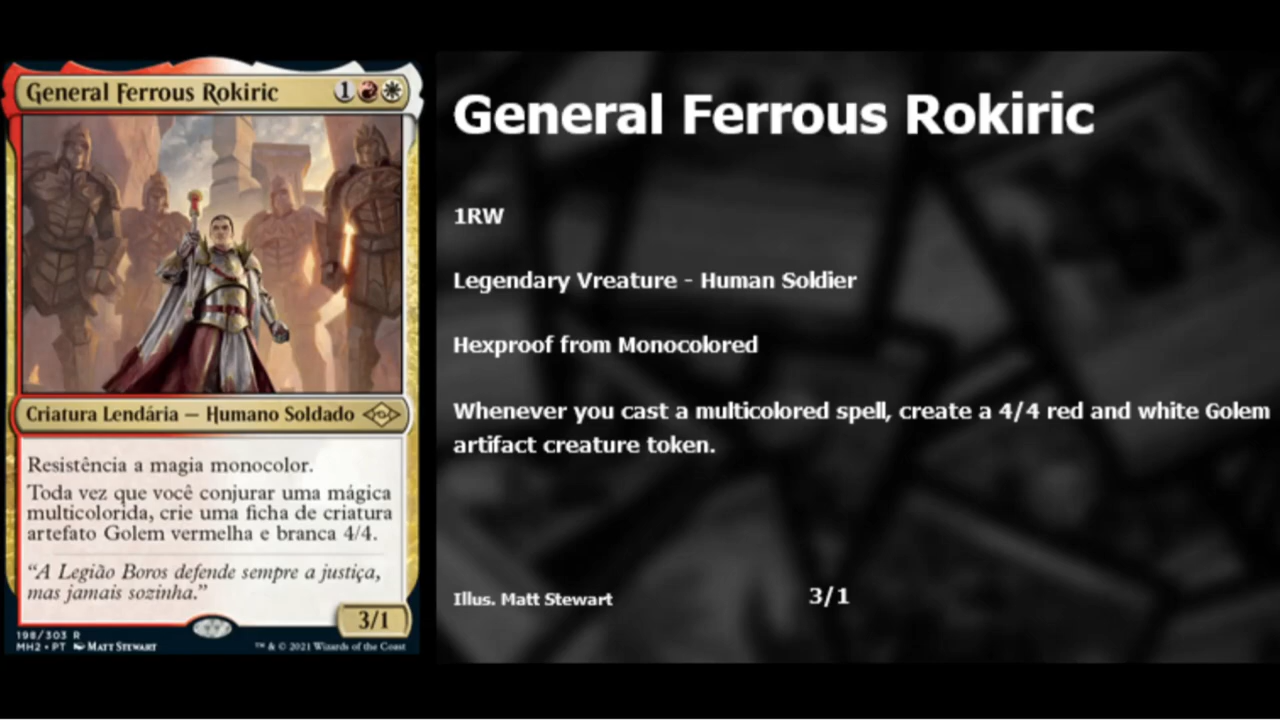 General Ferrous Rokiric
1
Criatura Lendária — Humano Soldado
Resistência a magia monocolor.
Toda vez que você conjurar uma mágica
multicolorida, crie uma ficha de criatura
artefato Golem vermelha e branca 4/4.
“A Legião Boros defende sempre a justiça,
mas jamais sozinha.”
3/1
198/303 R
MH2 • PT Matt Stewart
™ & © 2021 Wizards of the Coast
General Ferrous Rokiric
1RW
Legendary Vreature - Human Soldier
Hexproof from Monocolored
Whenever you cast a multicolored spell, create a 4/4 red and white Golem
artifact creature token.
Illus. Matt Stewart
3/1